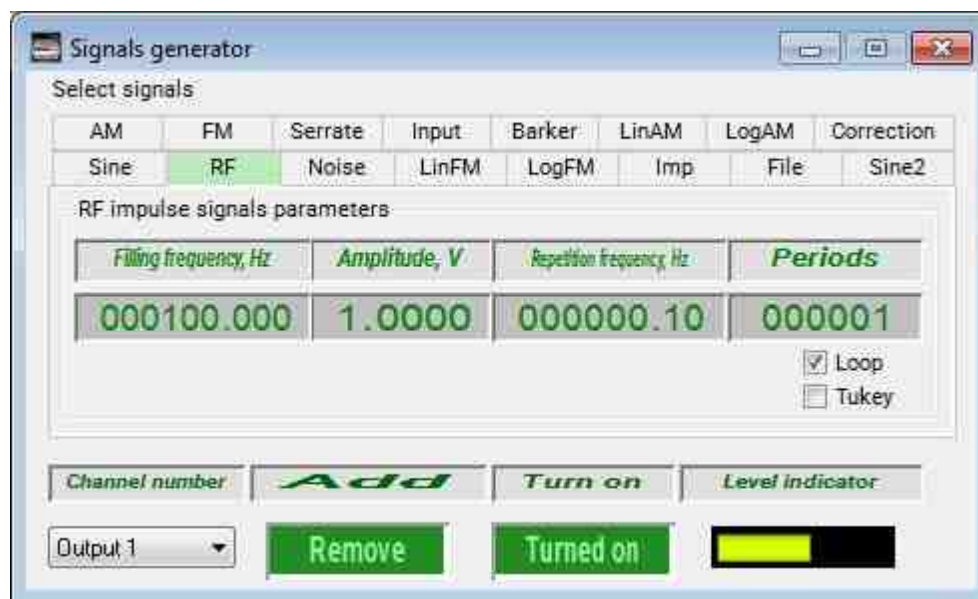 Signals generator
Select signals
AM FM Serrate Input Barker LinAM LogAM Correction
Sine RF Noise LinFM LogFM Imp File Sine2
RF impulse signals parameters
Filling frequency, Hz Amplitude, V Repetition frequency, Hz Periods
000100.000 1.0000 000000.10 000001
Loop
Tukey
Channel number Add Turn on Level indicator
Output 1 Remove Turned on